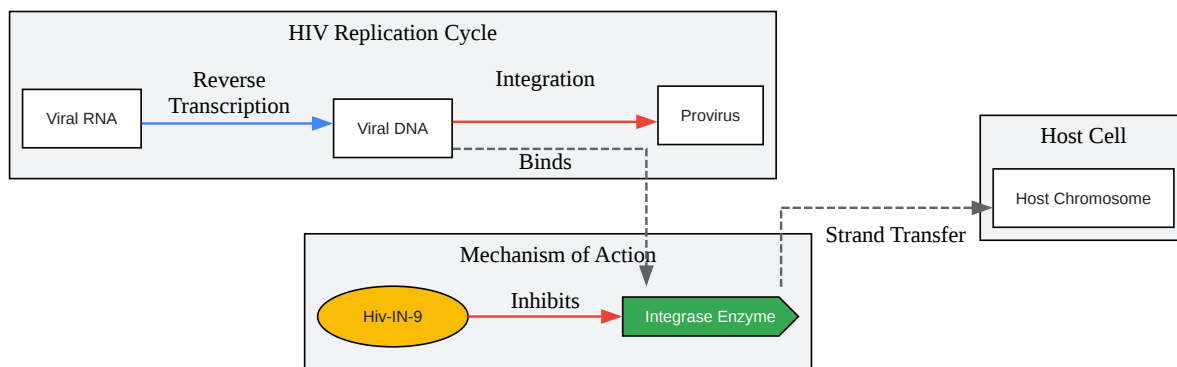 HIV Replication Cycle
Reverse
Transcription
Integration
Viral RNA
Viral DNA
Provirus
Binds
Host Cell
Host Chromosome
Strand Transfer
Mechanism of Action
Inhibits
Hiv-IN-9
Integrase Enzyme